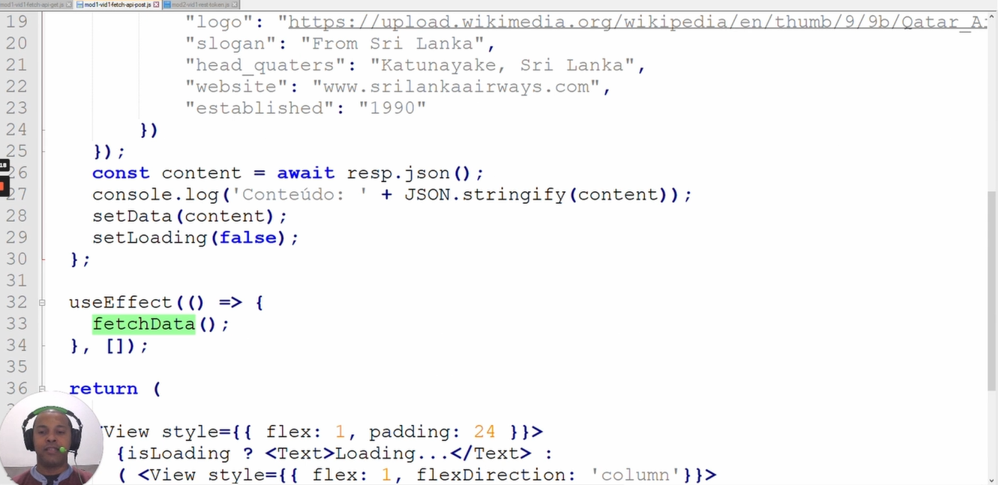 mod1-vid1-fetch-api-get.js mod1-vid1-fetch-api-post.js mod2-vid1-rest-token.js
19 "logo": "https://upload.wikimedia.org/wikipedia/en/thumb/9/9b/Qatar_Ai
20 "slogan": "From Sri Lanka",
21 "head_quaters": "Katunayake, Sri Lanka",
22 "website": "www.srilankaairways.com",
23 "established": "1990"
24 })
25 });
26 const content = await resp.json();
27 console.log('Conteúdo: ' + JSON.stringify(content));
28 setData(content);
29 setLoading(false);
30 };
31
32 useEffect(() => {
33 fetchData();
34 }, []);
35
36 return (
View style={{ flex: 1, padding: 24 }}>
{isLoading ? <Text>Loading...</Text> :
( <View style={{ flex: 1, flexDirection: 'column'}}>